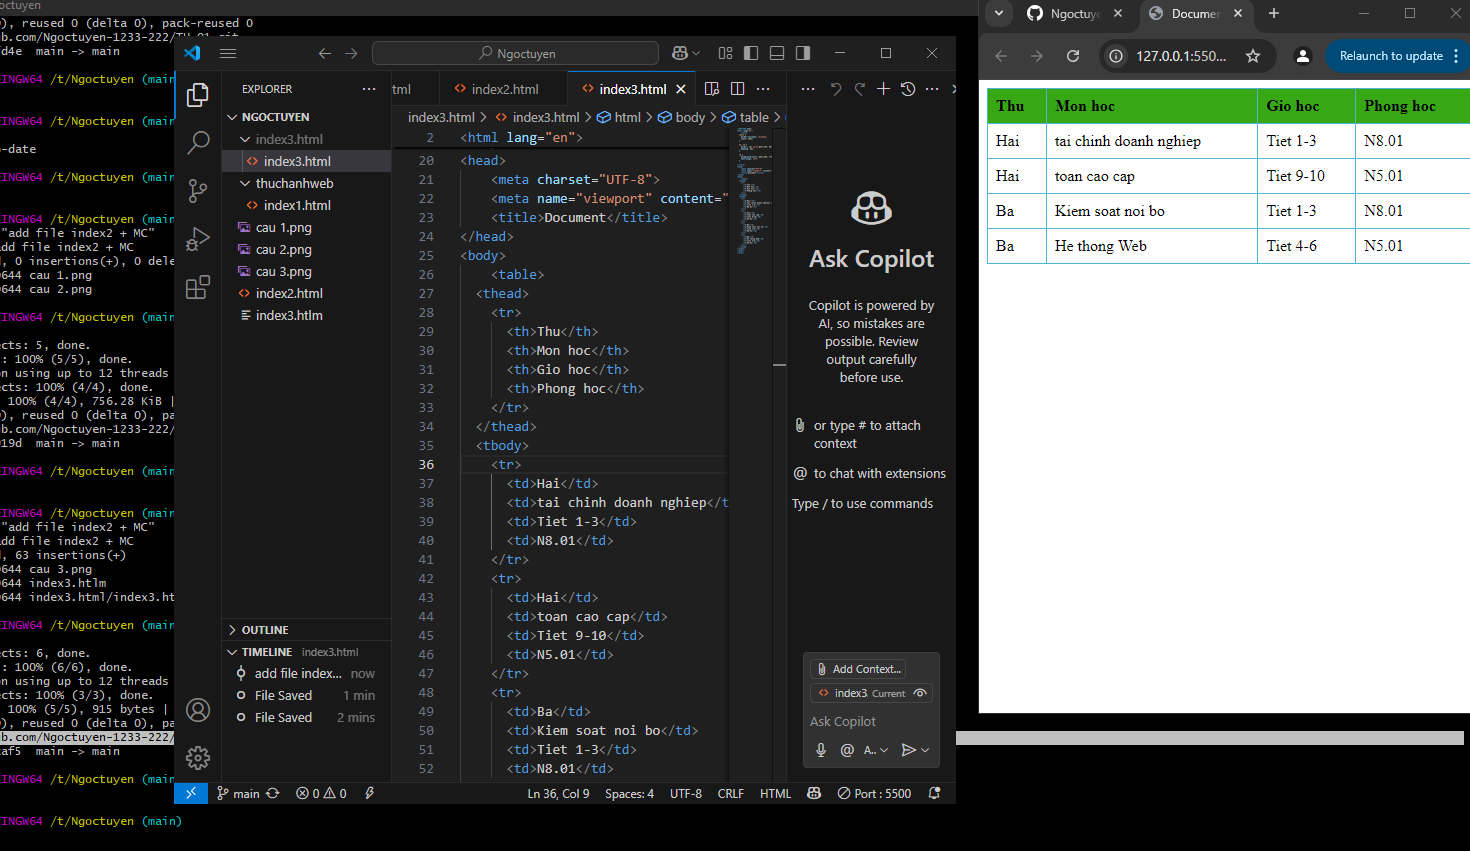 ctuyen
), reused 0 (delta 0), pack-reused 0
b.com/Ngoctuyen-1233-222/TH-01.git
d4e  main -> main
INGW64 /t/Ngoctuyen (main
INGW64 /t/Ngoctuyen (main
-date
INGW64 /t/Ngoctuyen (main
INGW64 /t/Ngoctuyen (main
"add file index2 + MC"
dd file index2 + MC
, 0 insertions(+), 0 dele
0644 cau 1.png
0644 cau 2.png
INGW64 /t/Ngoctuyen (main
ects: 5, done.
: 100% (5/5), done.
on using up to 12 threads
ects: 100% (4/4), done.
100% (4/4), 756.28 KiB |
), reused 0 (delta 0), pa
b.com/Ngoctuyen-1233-222/
919d  main -> main
INGW64 /t/Ngoctuyen (main
INGW64 /t/Ngoctuyen (main
"add file index2 + MC"
dd file index2 + MC
d, 63 insertions(+)
0644 cau 3.png
0644 index3.htlm
0644 index3.html/index3.ht
INGW64 /t/Ngoctuyen (main
ects: 6, done.
: 100% (6/6), done.
on using up to 12 threads
ects: 100% (3/3), done.
100% (5/5), 915 bytes |
), reused 0 (delta 0), pa
b.com/Ngoctuyen-1233-222/
af5  main -> main
INGW64 /t/Ngoctuyen (main
INGW64 /t/Ngoctuyen (main)
Ngoctuyen
EXPLORER
NGOCTUYEN
index3.html
index3.html
thuchanhweb
index1.html
cau 1.png
cau 2.png
cau 3.png
index2.html
index3.htlm
OUTLINE
TIMELINE index3.html
add file index... now
File Saved 1 min
File Saved 2 mins
tml index2.html index3.html
index3.html > index3.html > html > body > table >
2 <html lang="en">
20 <head>
21 <meta charset="UTF-8">
22 <meta name="viewport" content="
23 <title>Document</title>
24 </head>
25 <body>
26 <table>
27 <thead>
28 <tr>
29 <th>Thu</th>
30 <th>Mon hoc</th>
31 <th>Gio hoc</th>
32 <th>Phong hoc</th>
33 </tr>
34 </thead>
35 <tbody>
36 <tr>
37 <td>Hai</td>
38 <td>tai chinh doanh nghiep</t
39 <td>Tiet 1-3</td>
40 <td>N8.01</td>
41 </tr>
42 <tr>
43 <td>Hai</td>
44 <td>toan cao cap</td>
45 <td>Tiet 9-10</td>
46 <td>N5.01</td>
47 </tr>
48 <tr>
49 <td>Ba</td>
50 <td>Kiem soat noi bo</td>
51 <td>Tiet 1-3</td>
52 <td>N8.01</td>
Ask Copilot
Copilot is powered by
AI, so mistakes are
possible. Review
output carefully
before use.
or type # to attach
context
@ to chat with extensions
Type / to use commands
Add Context...
index3. Current
Ask Copilot
@ A..
main 0 0
Ln 36, Col 9 Spaces: 4 UTF-8 CRLF HTML Port : 5500
Ngoctuye Documen
127.0.0.1:550... Relaunch to update
Thu Mon hoc Gio hoc Phong hoc
Hai tai chinh doanh nghiep Tiet 1-3 N8.01
Hai toan cao cap Tiet 9-10 N5.01
Ba Kiem soat noi bo Tiet 1-3 N8.01
Ba He thong Web Tiet 4-6 N5.01